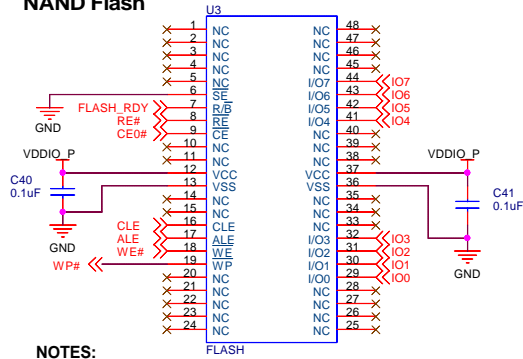 NAND Flash
U3
1 NC NC 48
2 NC NC 47
3 NC NC 46
4 NC NC 45
5 NC I/O7 44 IO7
6 SE I/O6 43 IO6
FLASH_RDY 7 R/B I/O5 42 IO5
RE# 8 RE I/O4 41 IO4
CE0# 9 CE NC 40
10 NC NC 39
11 NC NC 38
12 VCC VCC 37
13 VSS VSS 36
14 NC NC 35
15 NC NC 34
CLE 16 CLE NC 33
ALE 17 ALE I/O3 32 IO3
WE# 18 WE I/O2 31 IO2
WP# 19 WP I/O1 30 IO1
20 NC I/O0 29 IO0
21 NC NC 28
22 NC NC 27
23 NC NC 26
24 NC NC 25
GND
VDDIO_P
C40
0.1uF
GND
VDDIO_P
C41
0.1uF
GND
FLASH
NOTES: